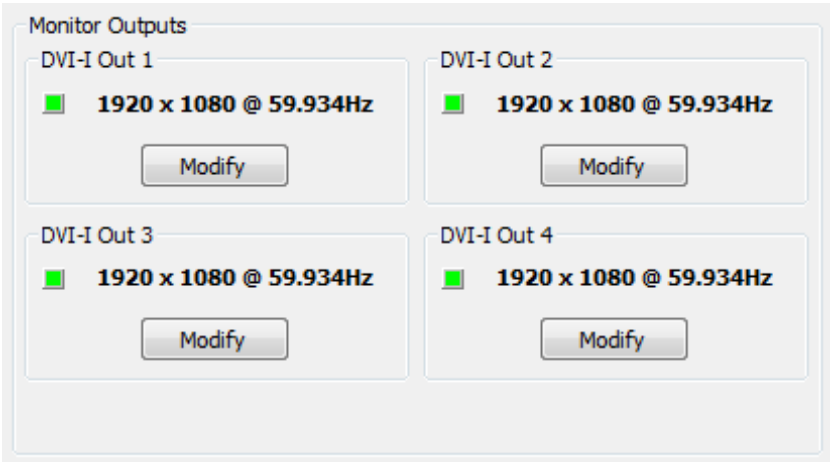 Monitor Outputs
DVI-I Out 1
1920 x 1080 @ 59.934Hz
Modify
DVI-I Out 2
1920 x 1080 @ 59.934Hz
Modify
DVI-I Out 3
1920 x 1080 @ 59.934Hz
Modify
DVI-I Out 4
1920 x 1080 @ 59.934Hz
Modify